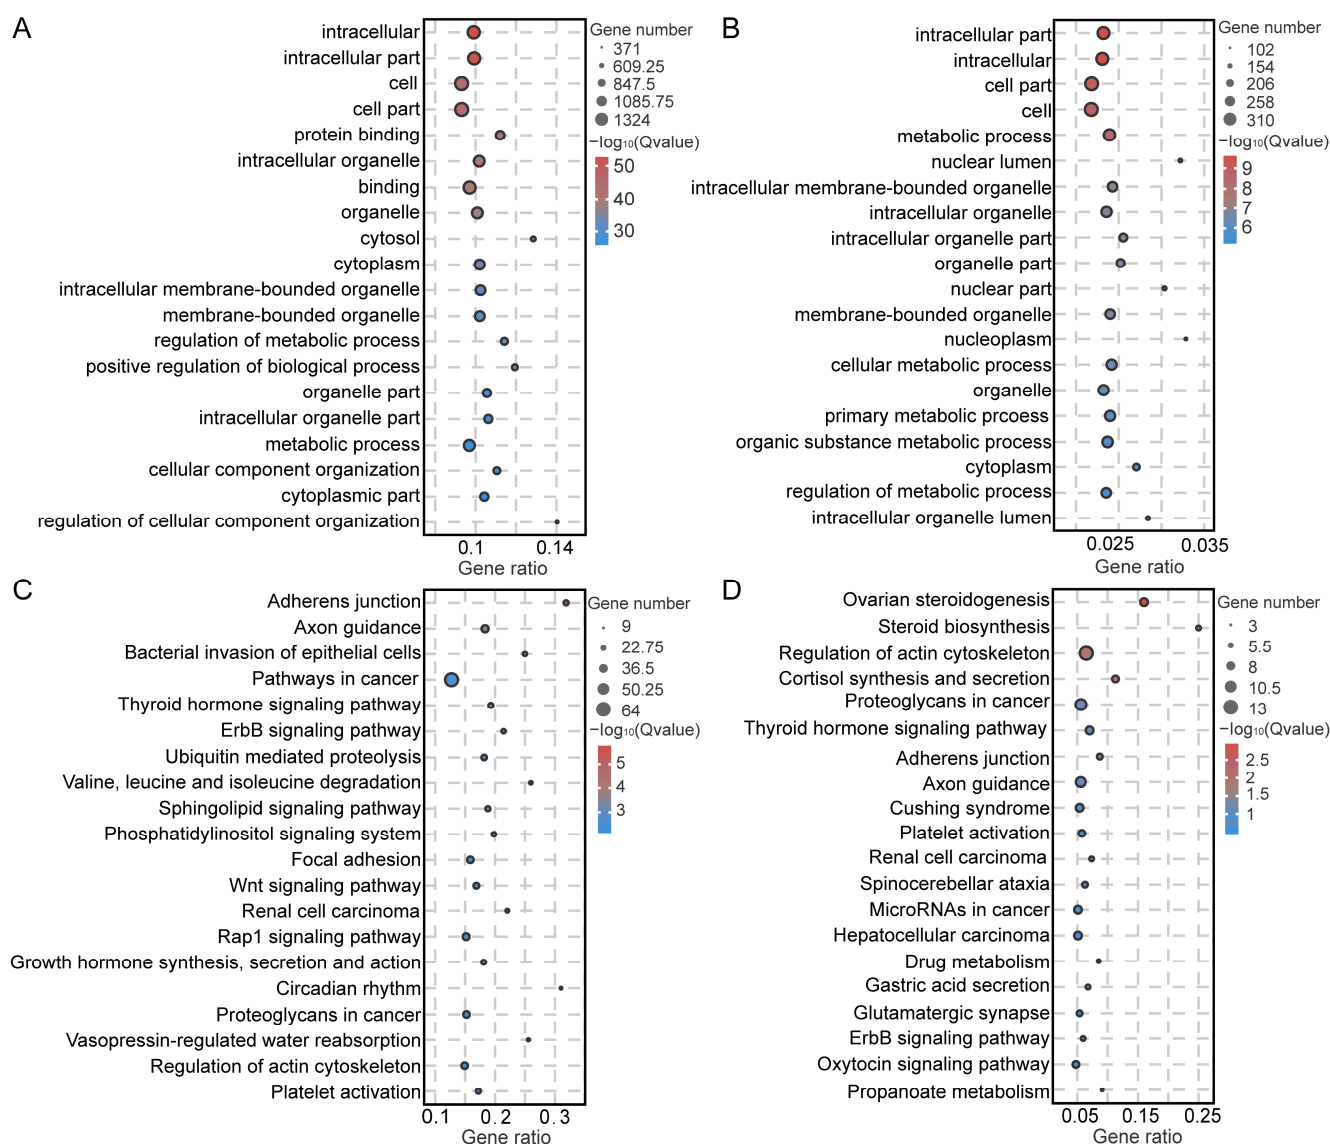 A
intracellular
intracellular part
cell
cell part
protein binding
intracellular organelle
binding
organelle
cytosol
cytoplasm
intracellular membrane-bounded organelle
membrane-bounded organelle
regulation of metabolic process
positive regulation of biological process
organelle part
intracellular organelle part
metabolic process
cellular component organization
cytoplasmic part
regulation of cellular component organization
0.1 0.14
Gene ratio
Gene number
371
609.25
847.5
1085.75
1324
−log₁₀(Qvalue)
50
40
30
B
intracellular part
intracellular
cell part
cell
metabolic process
nuclear lumen
intracellular membrane-bounded organelle
intracellular organelle
intracellular organelle part
organelle part
nuclear part
membrane-bounded organelle
nucleoplasm
cellular metabolic process
organelle
primary metabolic prcoess
organic substance metabolic process
cytoplasm
regulation of metabolic process
intracellular organelle lumen
0.025 0.035
Gene ratio
Gene number
102
154
206
258
310
−log₁₀(Qvalue)
9
8
7
6
C
Adherens junction
Axon guidance
Bacterial invasion of epithelial cells
Pathways in cancer
Thyroid hormone signaling pathway
ErbB signaling pathway
Ubiquitin mediated proteolysis
Valine, leucine and isoleucine degradation
Sphingolipid signaling pathway
Phosphatidylinositol signaling system
Focal adhesion
Wnt signaling pathway
Renal cell carcinoma
Rap1 signaling pathway
Growth hormone synthesis, secretion and action
Circadian rhythm
Proteoglycans in cancer
Vasopressin-regulated water reabsorption
Regulation of actin cytoskeleton
Platelet activation
0.1 0.2 0.3
Gene ratio
Gene number
9
22.75
36.5
50.25
64
−log₁₀(Qvalue)
5
4
3
D
Ovarian steroidogenesis
Steroid biosynthesis
Regulation of actin cytoskeleton
Cortisol synthesis and secretion
Proteoglycans in cancer
Thyroid hormone signaling pathway
Adherens junction
Axon guidance
Cushing syndrome
Platelet activation
Renal cell carcinoma
Spinocerebellar ataxia
MicroRNAs in cancer
Hepatocellular carcinoma
Drug metabolism
Gastric acid secretion
Glutamatergic synapse
ErbB signaling pathway
Oxytocin signaling pathway
Propanoate metabolism
0.05 0.15 0.25
Gene ratio
Gene number
3
5.5
8
10.5
13
−log₁₀(Qvalue)
2.5
2
1.5
1